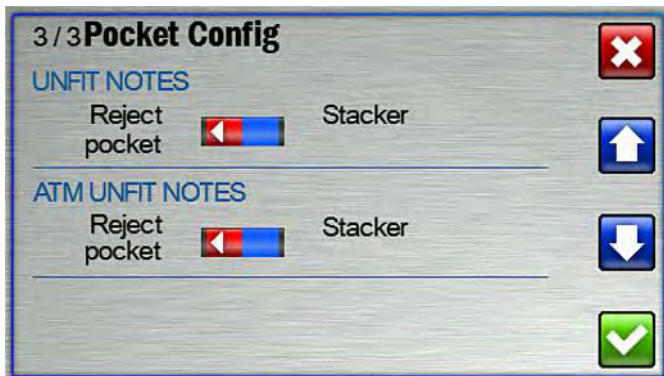 3/3 Pocket Config
UNFIT NOTES
Reject pocket Stacker
ATM UNFIT NOTES
Reject pocket Stacker